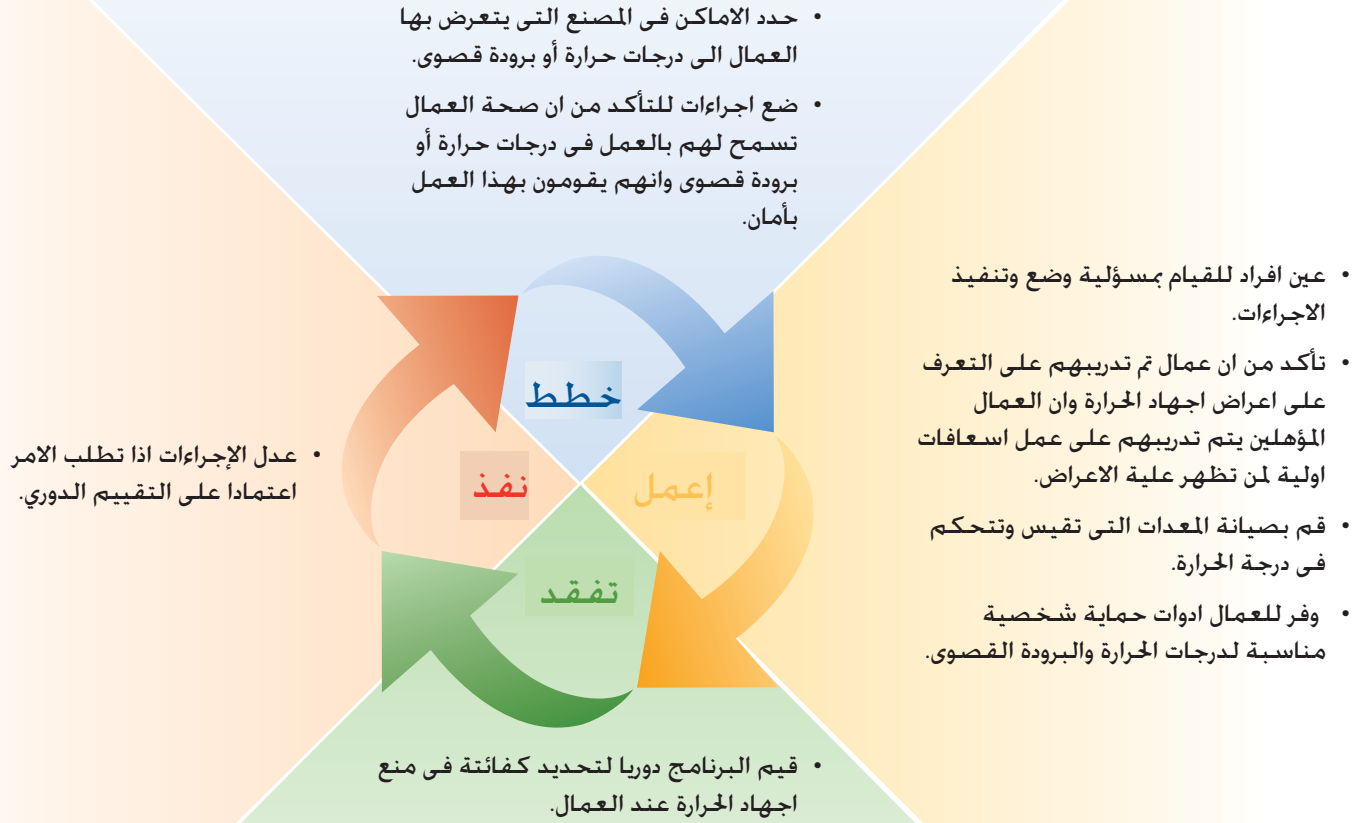 • حدد الاماكن فى المصنع التى يتعرض بها
العمال الى درجات حرارة أو برودة قصوى.
• ضع اجراءات للتأكد من ان صحة العمال
تسمح لهم بالعمل فى درجات حرارة أو
برودة قصوى وانهم يقومون بهذا العمل
بأمان.
• عين افراد للقيام بمسؤلية وضع وتنفيذ
الاجراءات.
• تأكد من ان عمال تم تدريبهم على التعرف
على اعراض اجهاد الحرارة وان العمال
المؤهلين يتم تدريبهم على عمل اسعافات
اولية لمن تظهر علية الاعراض.
• قم بصيانة المعدات التى تقيس وتتحكم
فى درجة الحرارة.
• وفر للعمال ادوات حماية شخصية
مناسبة لدرجات الحرارة والبرودة القصوى.
خطط
إعمل
نفذ
تفقد
• عدل الإجراءات اذا تطلب الامر
اعتمادا على التقييم الدوري.
• قيم البرنامج دوريا لتحديد كفائتة فى منع
اجهاد الحرارة عند العمال.